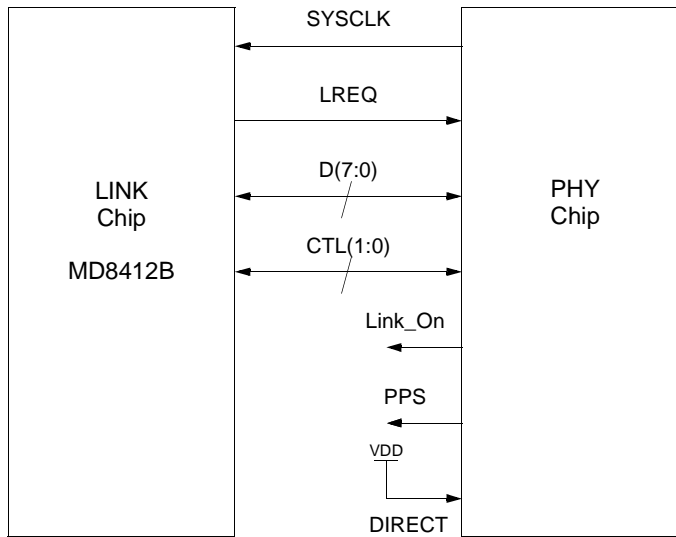 SYSCLK
LREQ
D(7:0)
LINK
Chip
MD8412B
PHY
Chip
CTL(1:0)
Link_On
PPS
VDD
DIRECT